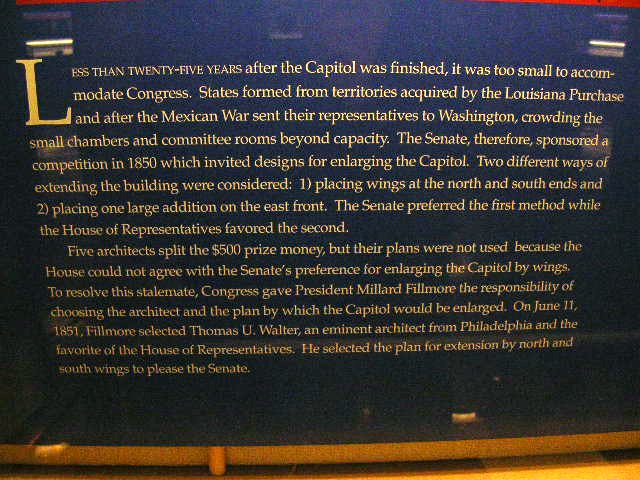 LESS THAN TWENTY-FIVE YEARS after the Capitol was finished, it was too small to accom-
modate Congress. States formed from territories acquired by the Louisiana Purchase
and after the Mexican War sent their representatives to Washington, crowding the
small chambers and committee rooms beyond capacity. The Senate, therefore, sponsored a
competition in 1850 which invited designs for enlarging the Capitol. Two different ways of
extending the building were considered: 1) placing wings at the north and south ends and
2) placing one large addition on the east front. The Senate preferred the first method while
the House of Representatives favored the second.
Five architects split the $500 prize money, but their plans were not used because the
House could not agree with the Senate's preference for enlarging the Capitol by wings.
To resolve this stalemate, Congress gave President Millard Fillmore the responsibility of
choosing the architect and the plan by which the Capitol would be enlarged. On June 11,
1851, Fillmore selected Thomas U. Walter, an eminent architect from Philadelphia and the
favorite of the House of Representatives. He selected the plan for extension by north and
south wings to please the Senate.